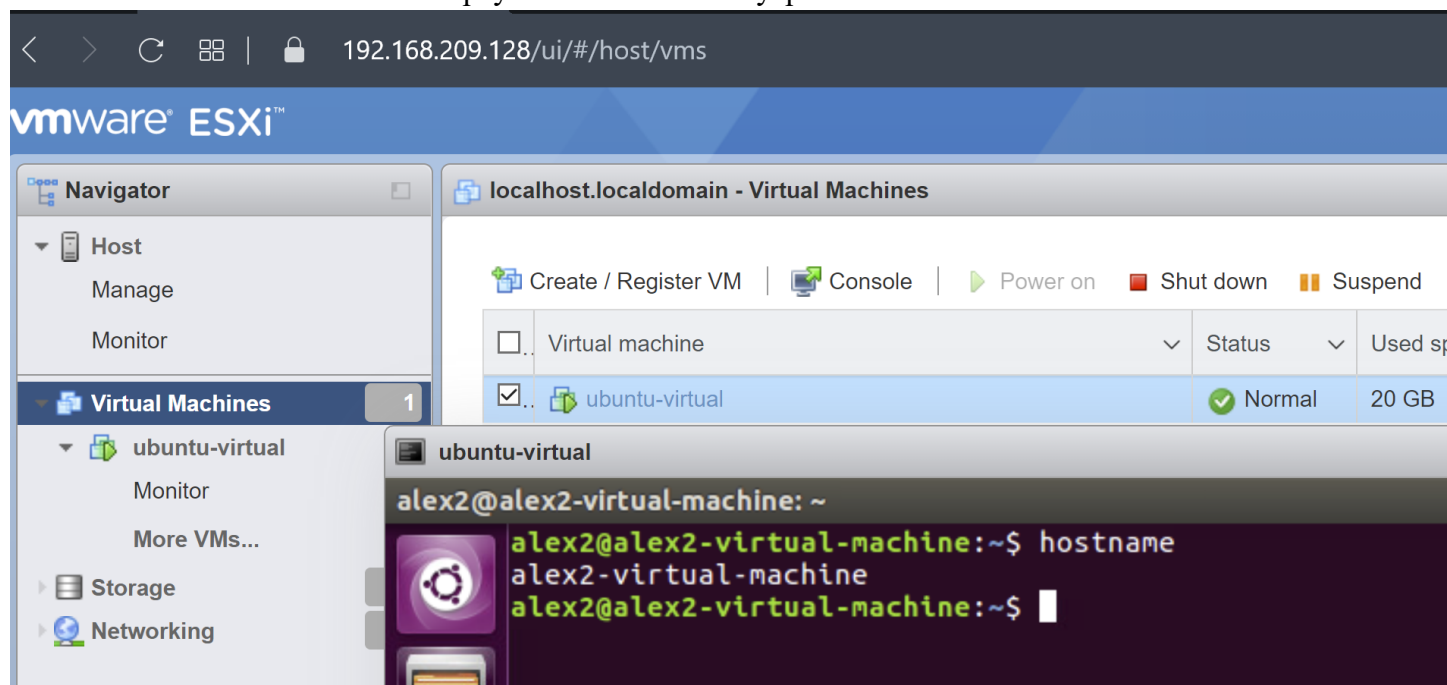 192.168.209.128/ui/#/host/vms
vmware® ESXi™
Navigator
localhost.localdomain - Virtual Machines
Host
Manage
Monitor
Create / Register VM
Console
Power on
Shut down
Suspend
Virtual machine
Status
Used
Virtual Machines
1
ubuntu-virtual
Normal
20 GB
ubuntu-virtual
Monitor
More VMs...
Storage
Networking
ubuntu-virtual
alex2@alex2-virtual-machine: ~
alex2@alex2-virtual-machine:~$ hostname
alex2-virtual-machine
alex2@alex2-virtual-machine:~$